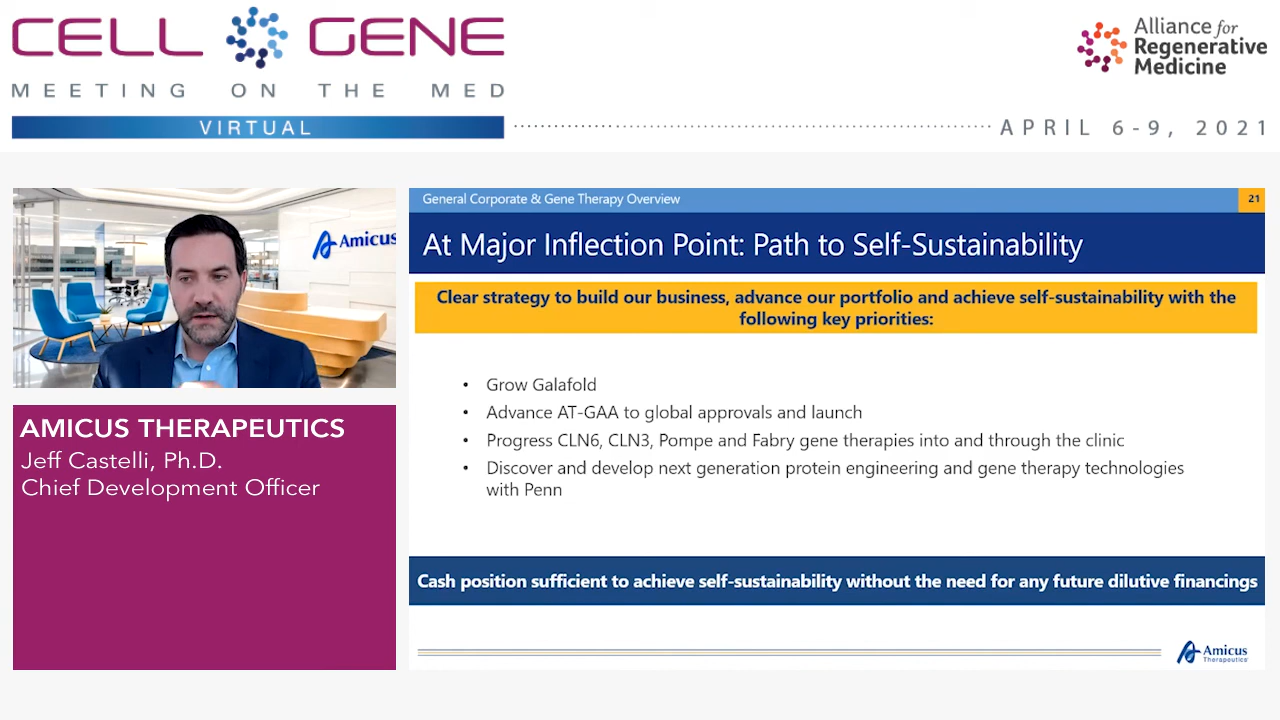 CELL GENE
MEETING ON THE MED
VIRTUAL
APRIL 6-9, 2021
Alliance for
Regenerative
Medicine
Amicus
AMICUS THERAPEUTICS
Jeff Castelli, Ph.D.
Chief Development Officer
General Corporate & Gene Therapy Overview
21
At Major Inflection Point: Path to Self-Sustainability
Clear strategy to build our business, advance our portfolio and achieve self-sustainability with the
following key priorities:
• Grow Galafold
• Advance AT-GAA to global approvals and launch
• Progress CLN6, CLN3, Pompe and Fabry gene therapies into and through the clinic
• Discover and develop next generation protein engineering and gene therapy technologies
with Penn
Cash position sufficient to achieve self-sustainability without the need for any future dilutive financings
Amicus
Therapeutics